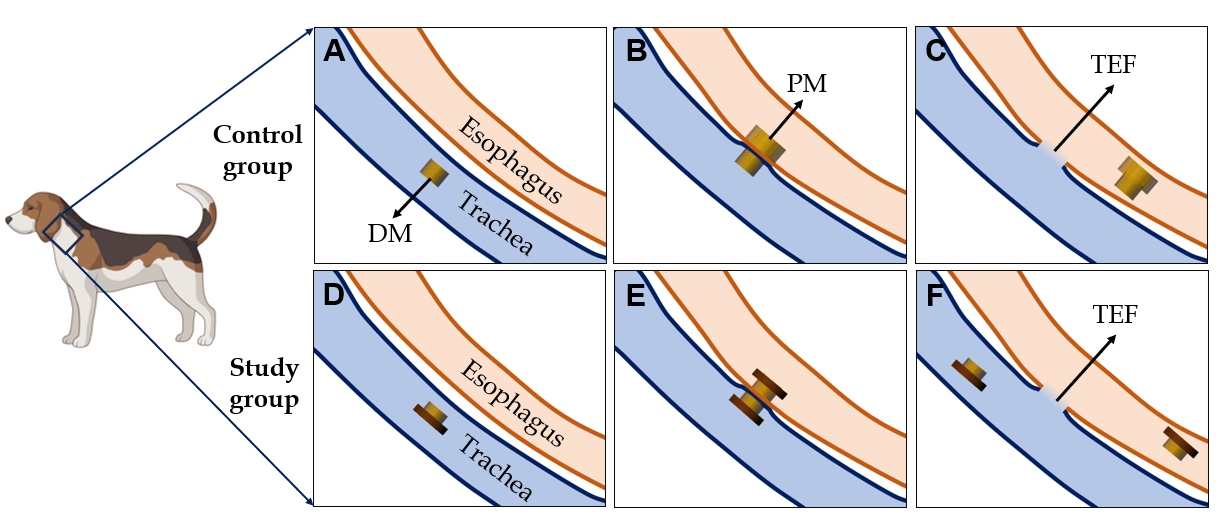 Control
group
A
Esophagus
Trachea
DM
B
PM
C
TEF
Study
group
D
Esophagus
Trachea
E
F
TEF